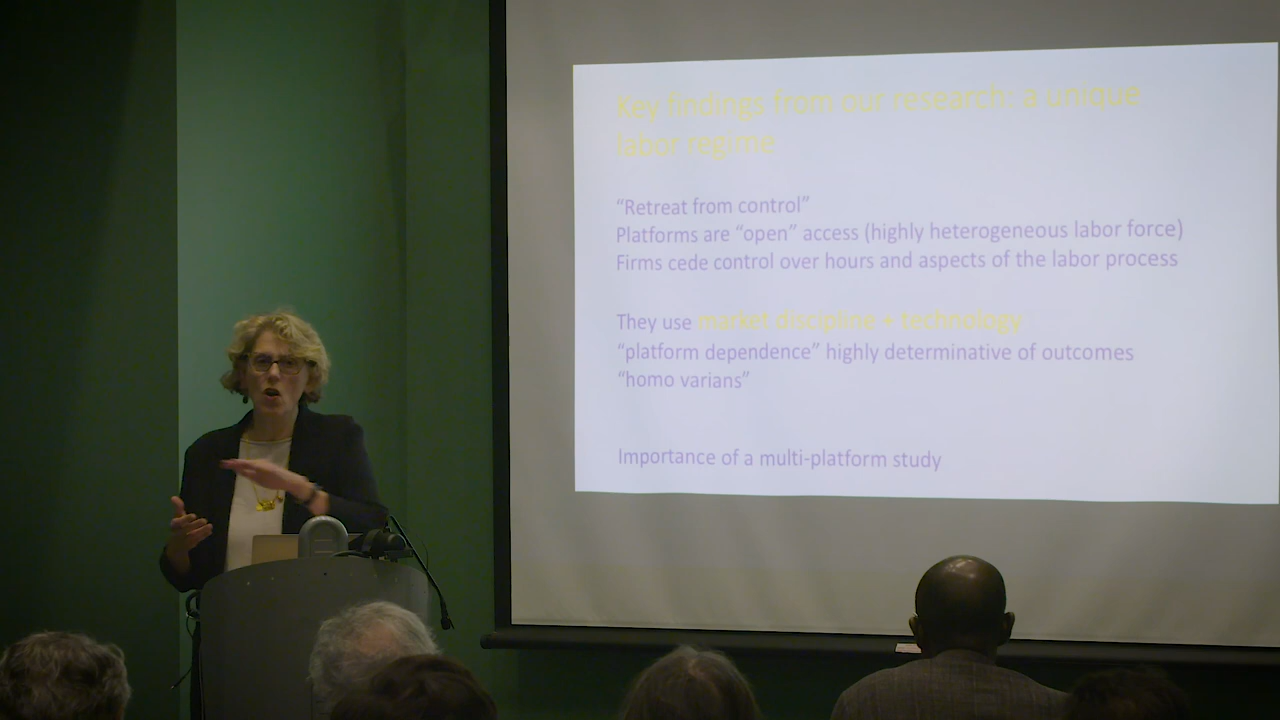 Key findings from our research: a unique
labor regime
“Retreat from control”
Platforms are “open” access (highly heterogeneous labor force)
Firms cede control over hours and aspects of the labor process
They use market discipline + technology
“platform dependence” highly determinative of outcomes
“homo varians”
Importance of a multi-platform study